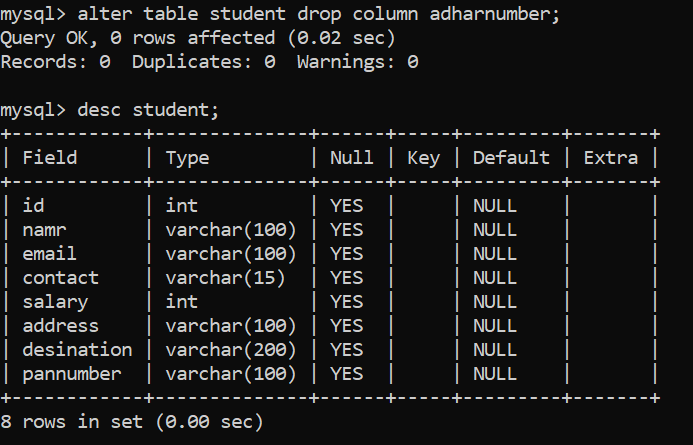 mysql> alter table student drop column adharnumber;
Query OK, 0 rows affected (0.02 sec)
Records: 0  Duplicates: 0  Warnings: 0

mysql> desc student;
+------------+--------------+------+-----+---------+-------+
| Field      | Type         | Null | Key | Default | Extra |
+------------+--------------+------+-----+---------+-------+
| id         | int          | YES  |     | NULL    |       |
| namr       | varchar(100) | YES  |     | NULL    |       |
| email      | varchar(100) | YES  |     | NULL    |       |
| contact    | varchar(15)  | YES  |     | NULL    |       |
| salary     | int          | YES  |     | NULL    |       |
| address    | varchar(100) | YES  |     | NULL    |       |
| desination | varchar(200) | YES  |     | NULL    |       |
| pannumber  | varchar(100) | YES  |     | NULL    |       |
+------------+--------------+------+-----+---------+-------+
8 rows in set (0.00 sec)